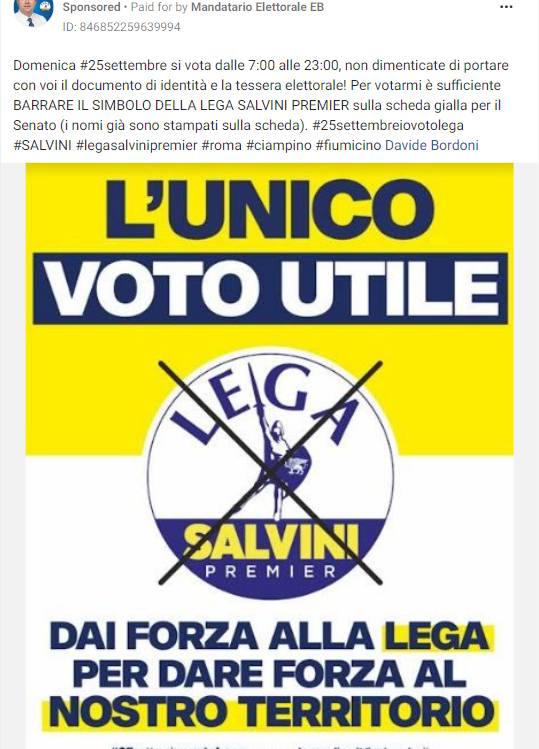 Sponsored • Paid for by Mandatario Elettorale EB
ID: 846852259639994
Domenica #25settembre si vota dalle 7:00 alle 23:00, non dimenticate di portare
con voi il documento di identità e la tessera elettorale! Per votarmi è sufficiente
BARRARE IL SIMBOLO DELLA LEGA SALVINI PREMIER sulla scheda gialla per il
Senato (i nomi già sono stampati sulla scheda). #25settembreiovotolega
#SALVINI #legasalvinipremier #roma #ciampino #fiumicino Davide Bordoni
L'UNICO
VOTO UTILE
LEGA
SALVINI
PREMIER
DAI FORZA ALLA LEGA
PER DARE FORZA AL
NOSTRO TERRITORIO